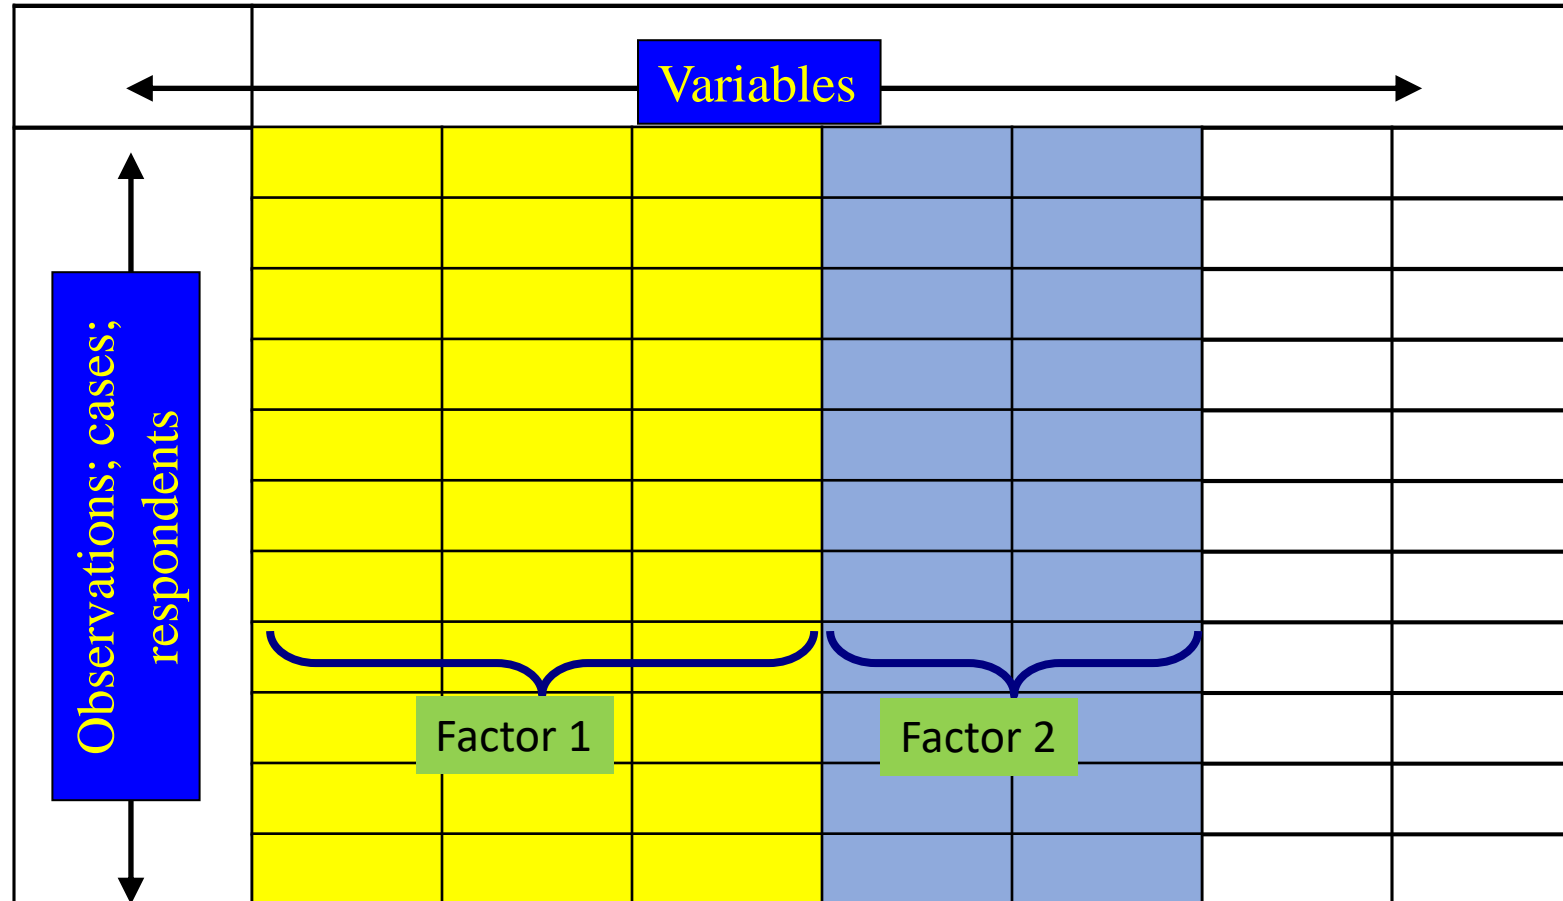 Variables
Observations; cases;
respondents
Factor 1
Factor 2